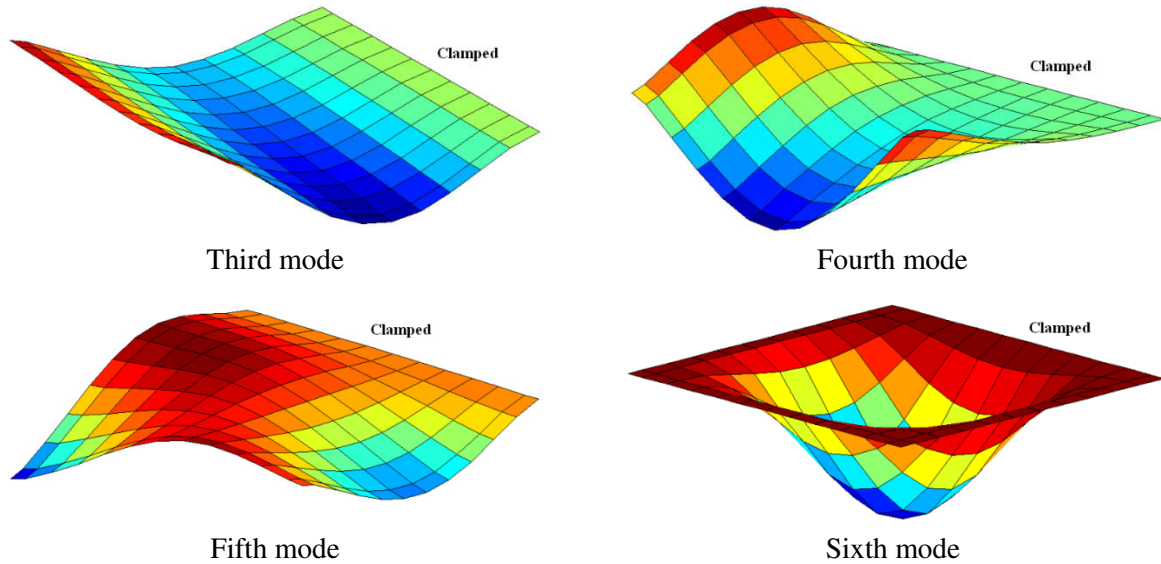 Clamped
Clamped
Third mode
Fourth mode
Clamped
Clamped
Fifth mode
Sixth mode